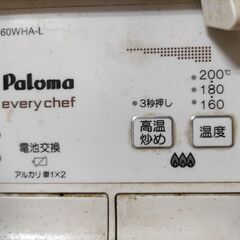 60WHA-L
Paloma
every chef
200℃
180
160
3秒押し
高温
炒め
温度
電池交換
アルカリ単1×2